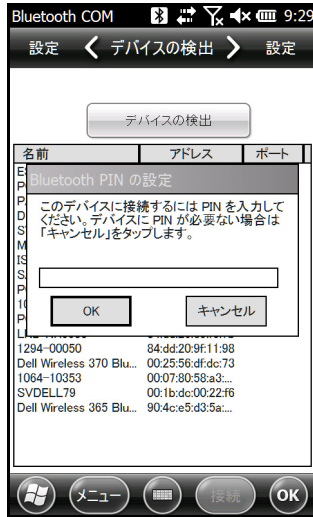 Bluetooth COM 9:29
設定 デバイスの検出 設定
デバイスの検出
名前 アドレス ポート
Bluetooth PIN の設定
このデバイスに接続するには PIN を入力して
ください。デバイスに PIN が必要ない場合は
「キャンセル」をタップします。
OK キャンセル
1294-00050 84:dd:20:9f:11:98
Dell Wireless 370 Blu... 00:25:56:df:dc:73
1064-10353 00:07:80:58:a3:...
SVDELL79 00:1b:dc:00:22:f6
Dell Wireless 365 Blu... 90:4c:e5:d3:5a:...
メニュー 接続 OK